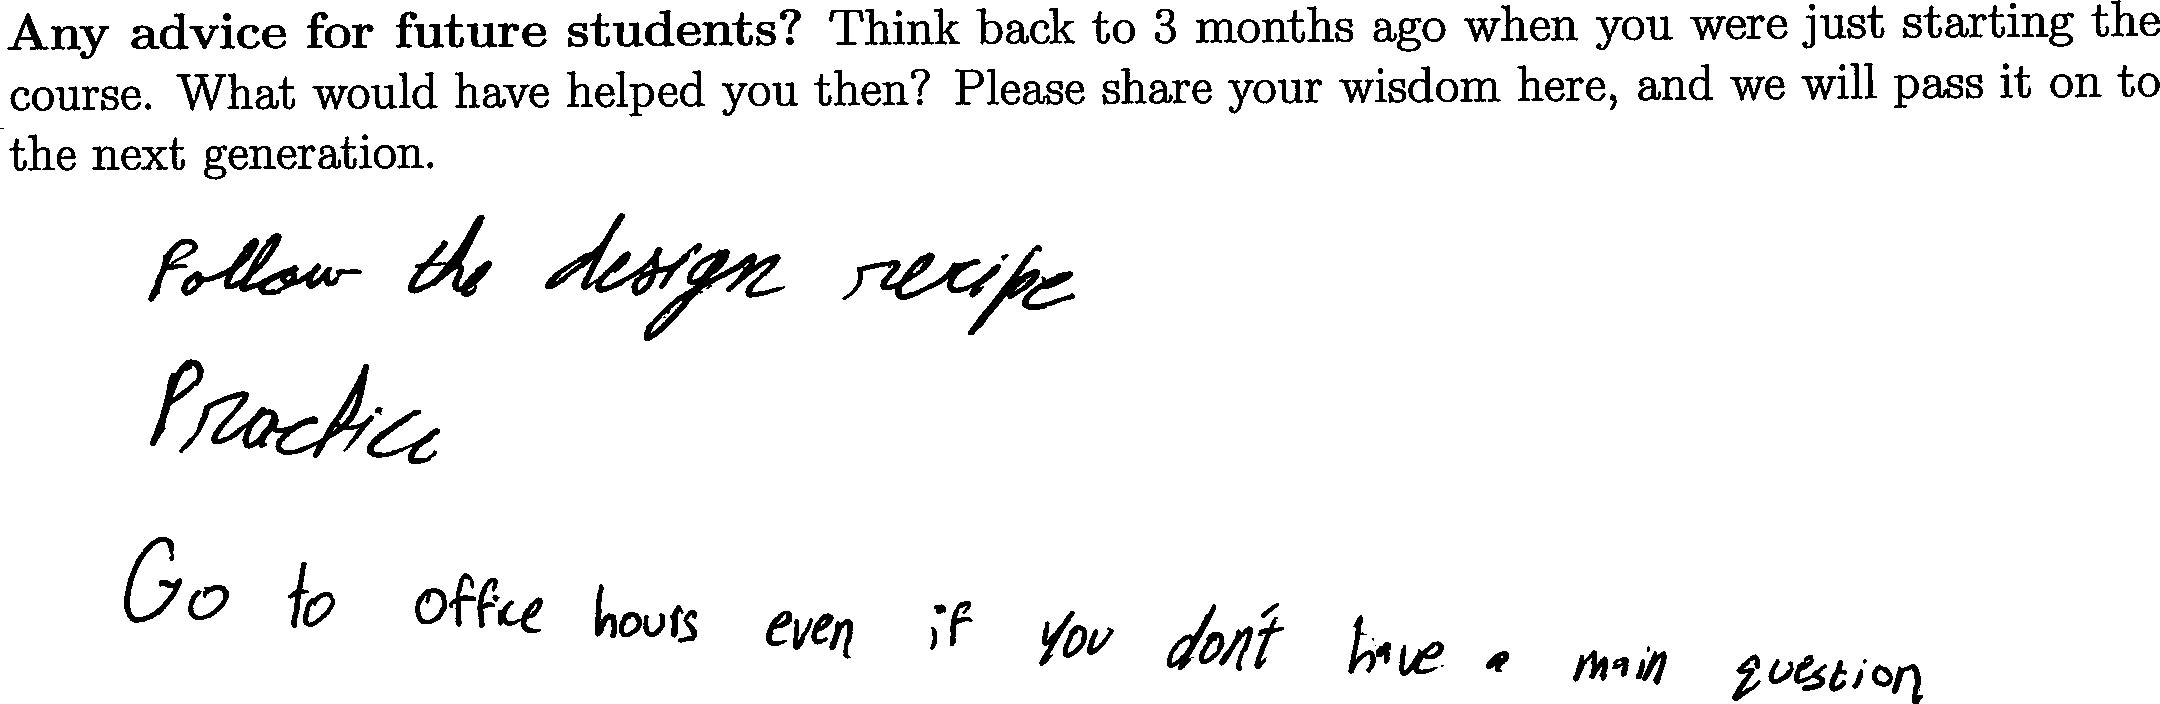 Any advice for future students? Think back to 3 months ago when you were just starting the
course. What would have helped you then? Please share your wisdom here, and we will pass it on to
the next generation.
Follow the design recipe
Practice
Go to office hours even if you don't have a main question